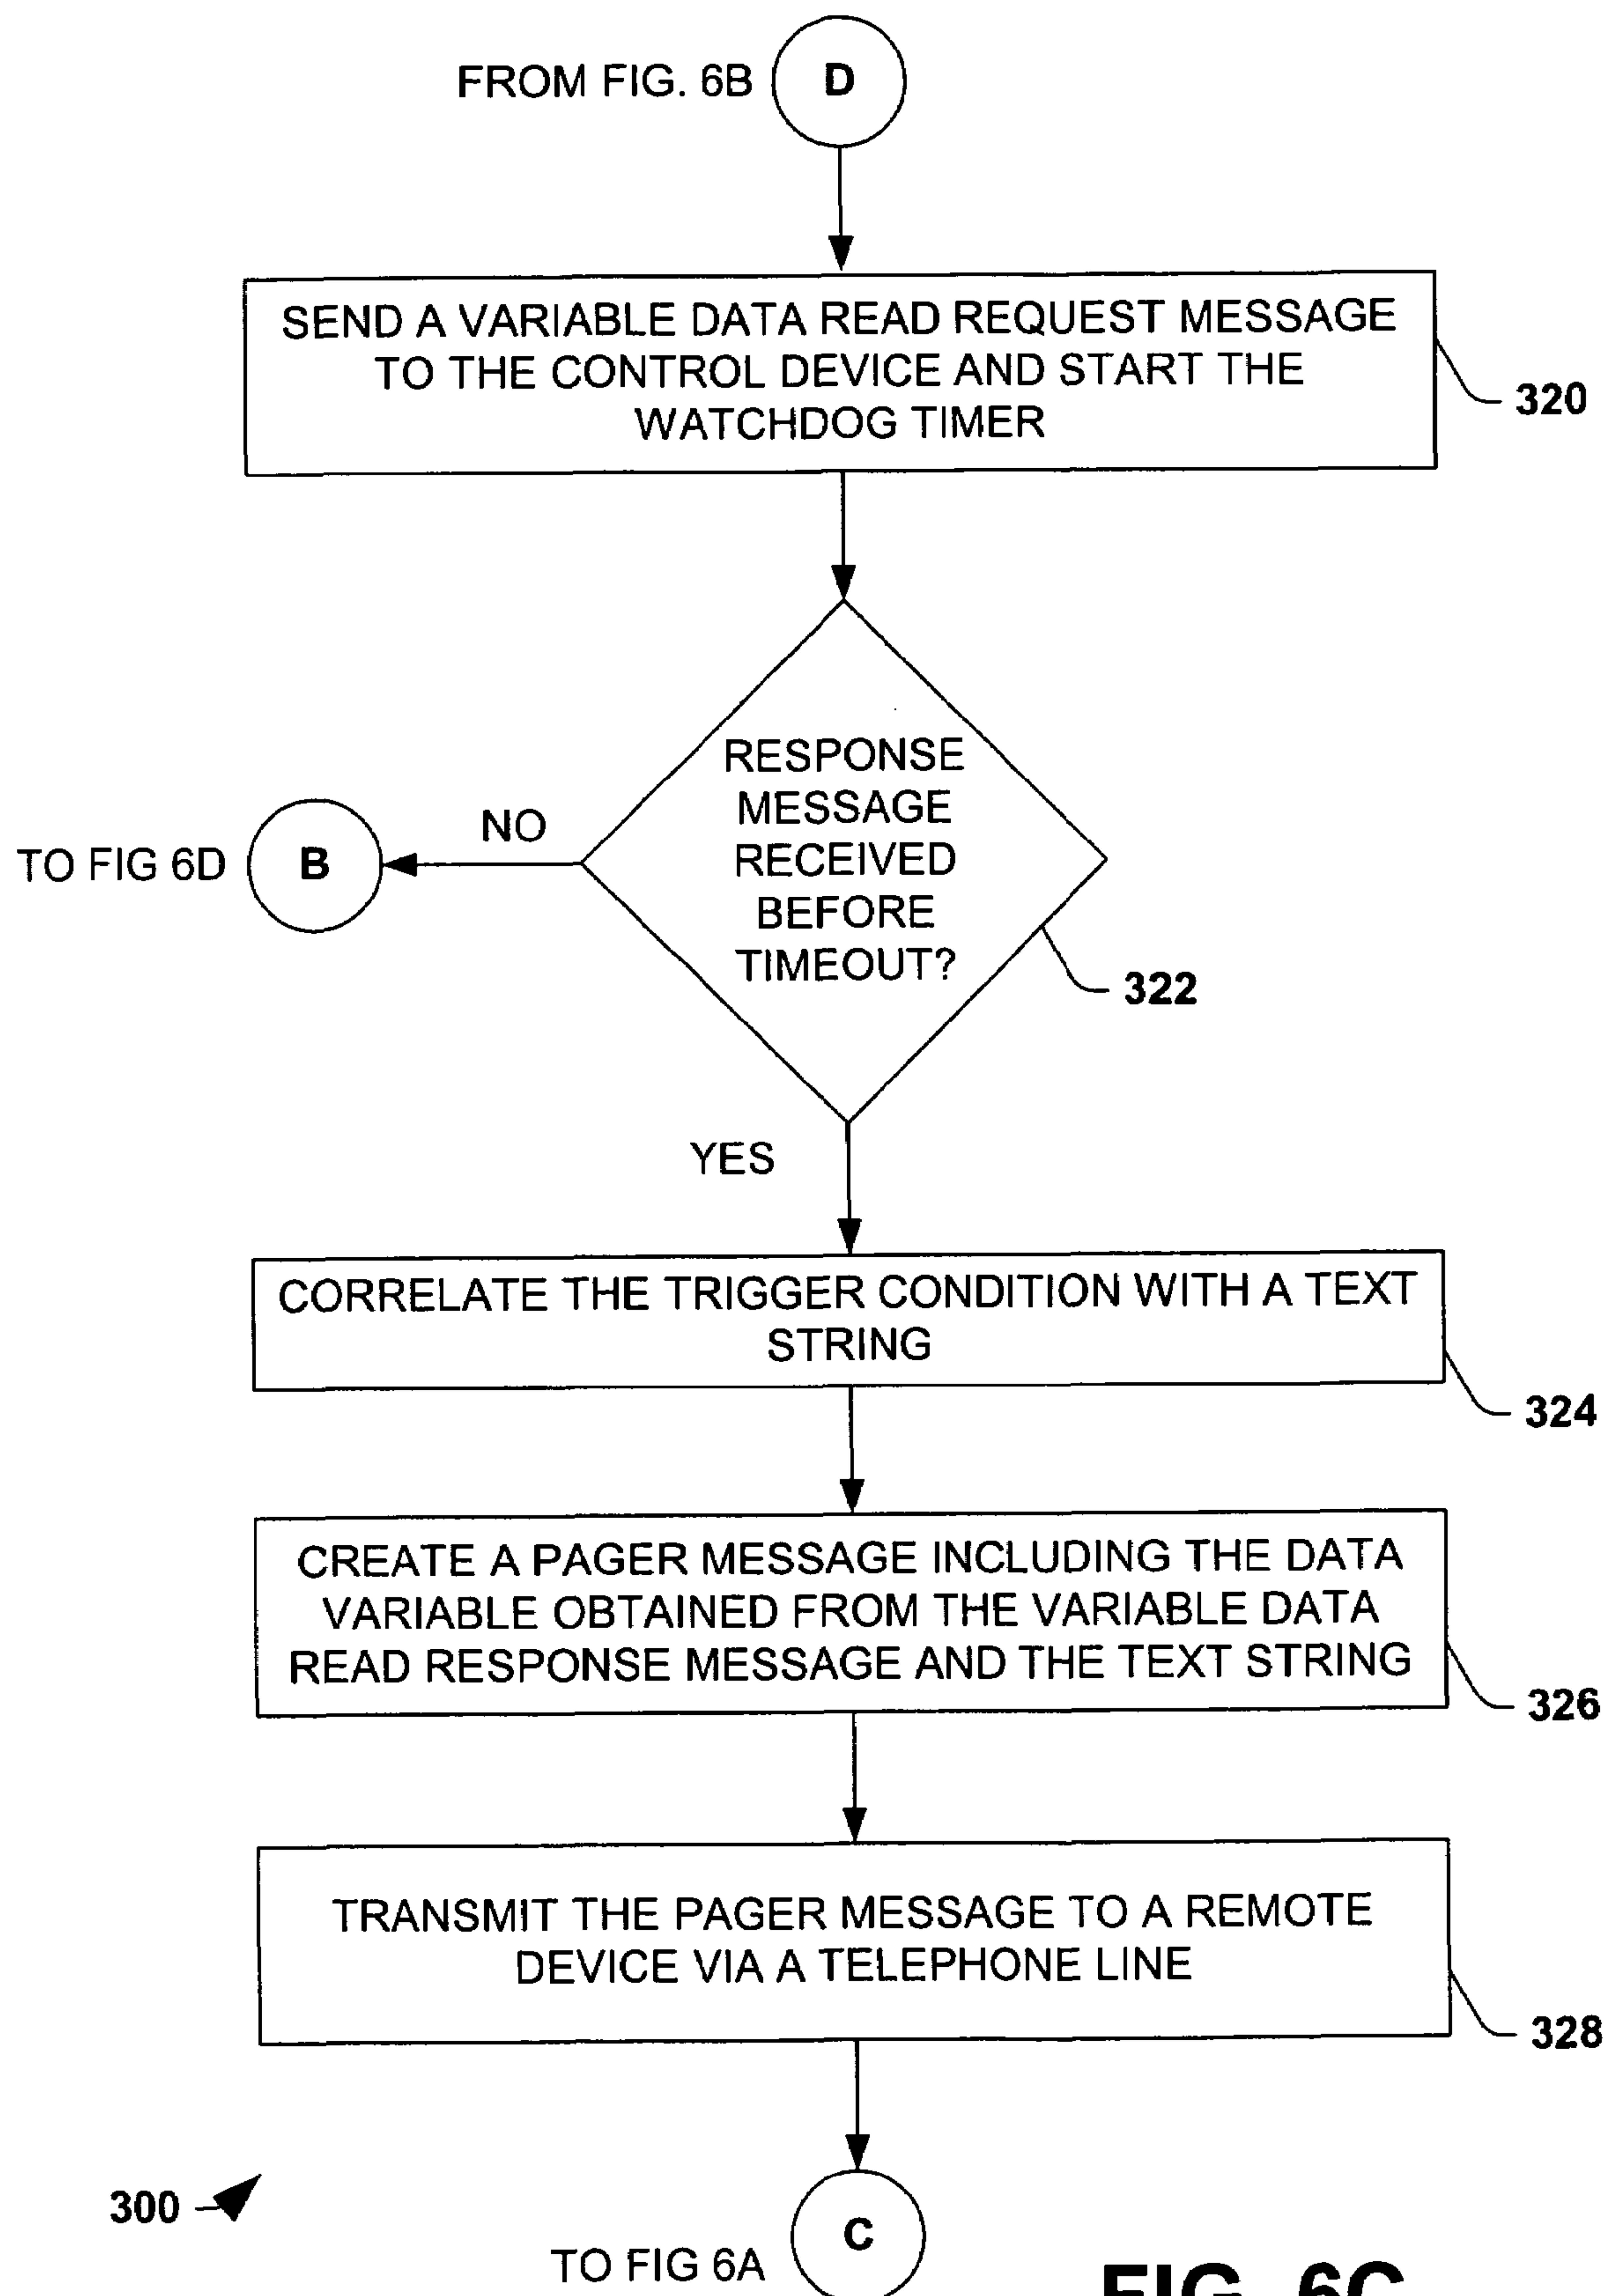 FROM FIG. 6B
D
SEND A VARIABLE DATA READ REQUEST MESSAGE
TO THE CONTROL DEVICE AND START THE
WATCHDOG TIMER
320
RESPONSE
MESSAGE
RECEIVED
BEFORE
TIMEOUT?
322
NO
B
TO FIG 6D
YES
CORRELATE THE TRIGGER CONDITION WITH A TEXT
STRING
324
CREATE A PAGER MESSAGE INCLUDING THE DATA
VARIABLE OBTAINED FROM THE VARIABLE DATA
READ RESPONSE MESSAGE AND THE TEXT STRING
326
TRANSMIT THE PAGER MESSAGE TO A REMOTE
DEVICE VIA A TELEPHONE LINE
328
300
C
TO FIG 6A
FIG. 6C